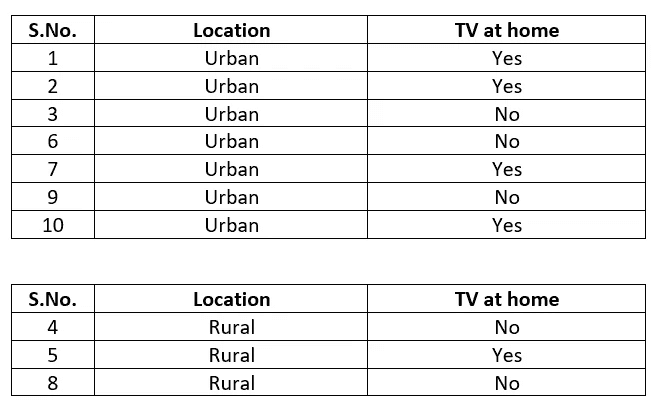 S.No. Location TV at home
1 Urban Yes
2 Urban Yes
3 Urban No
6 Urban No
7 Urban Yes
9 Urban No
10 Urban Yes
S.No. Location TV at home
4 Rural No
5 Rural Yes
8 Rural No